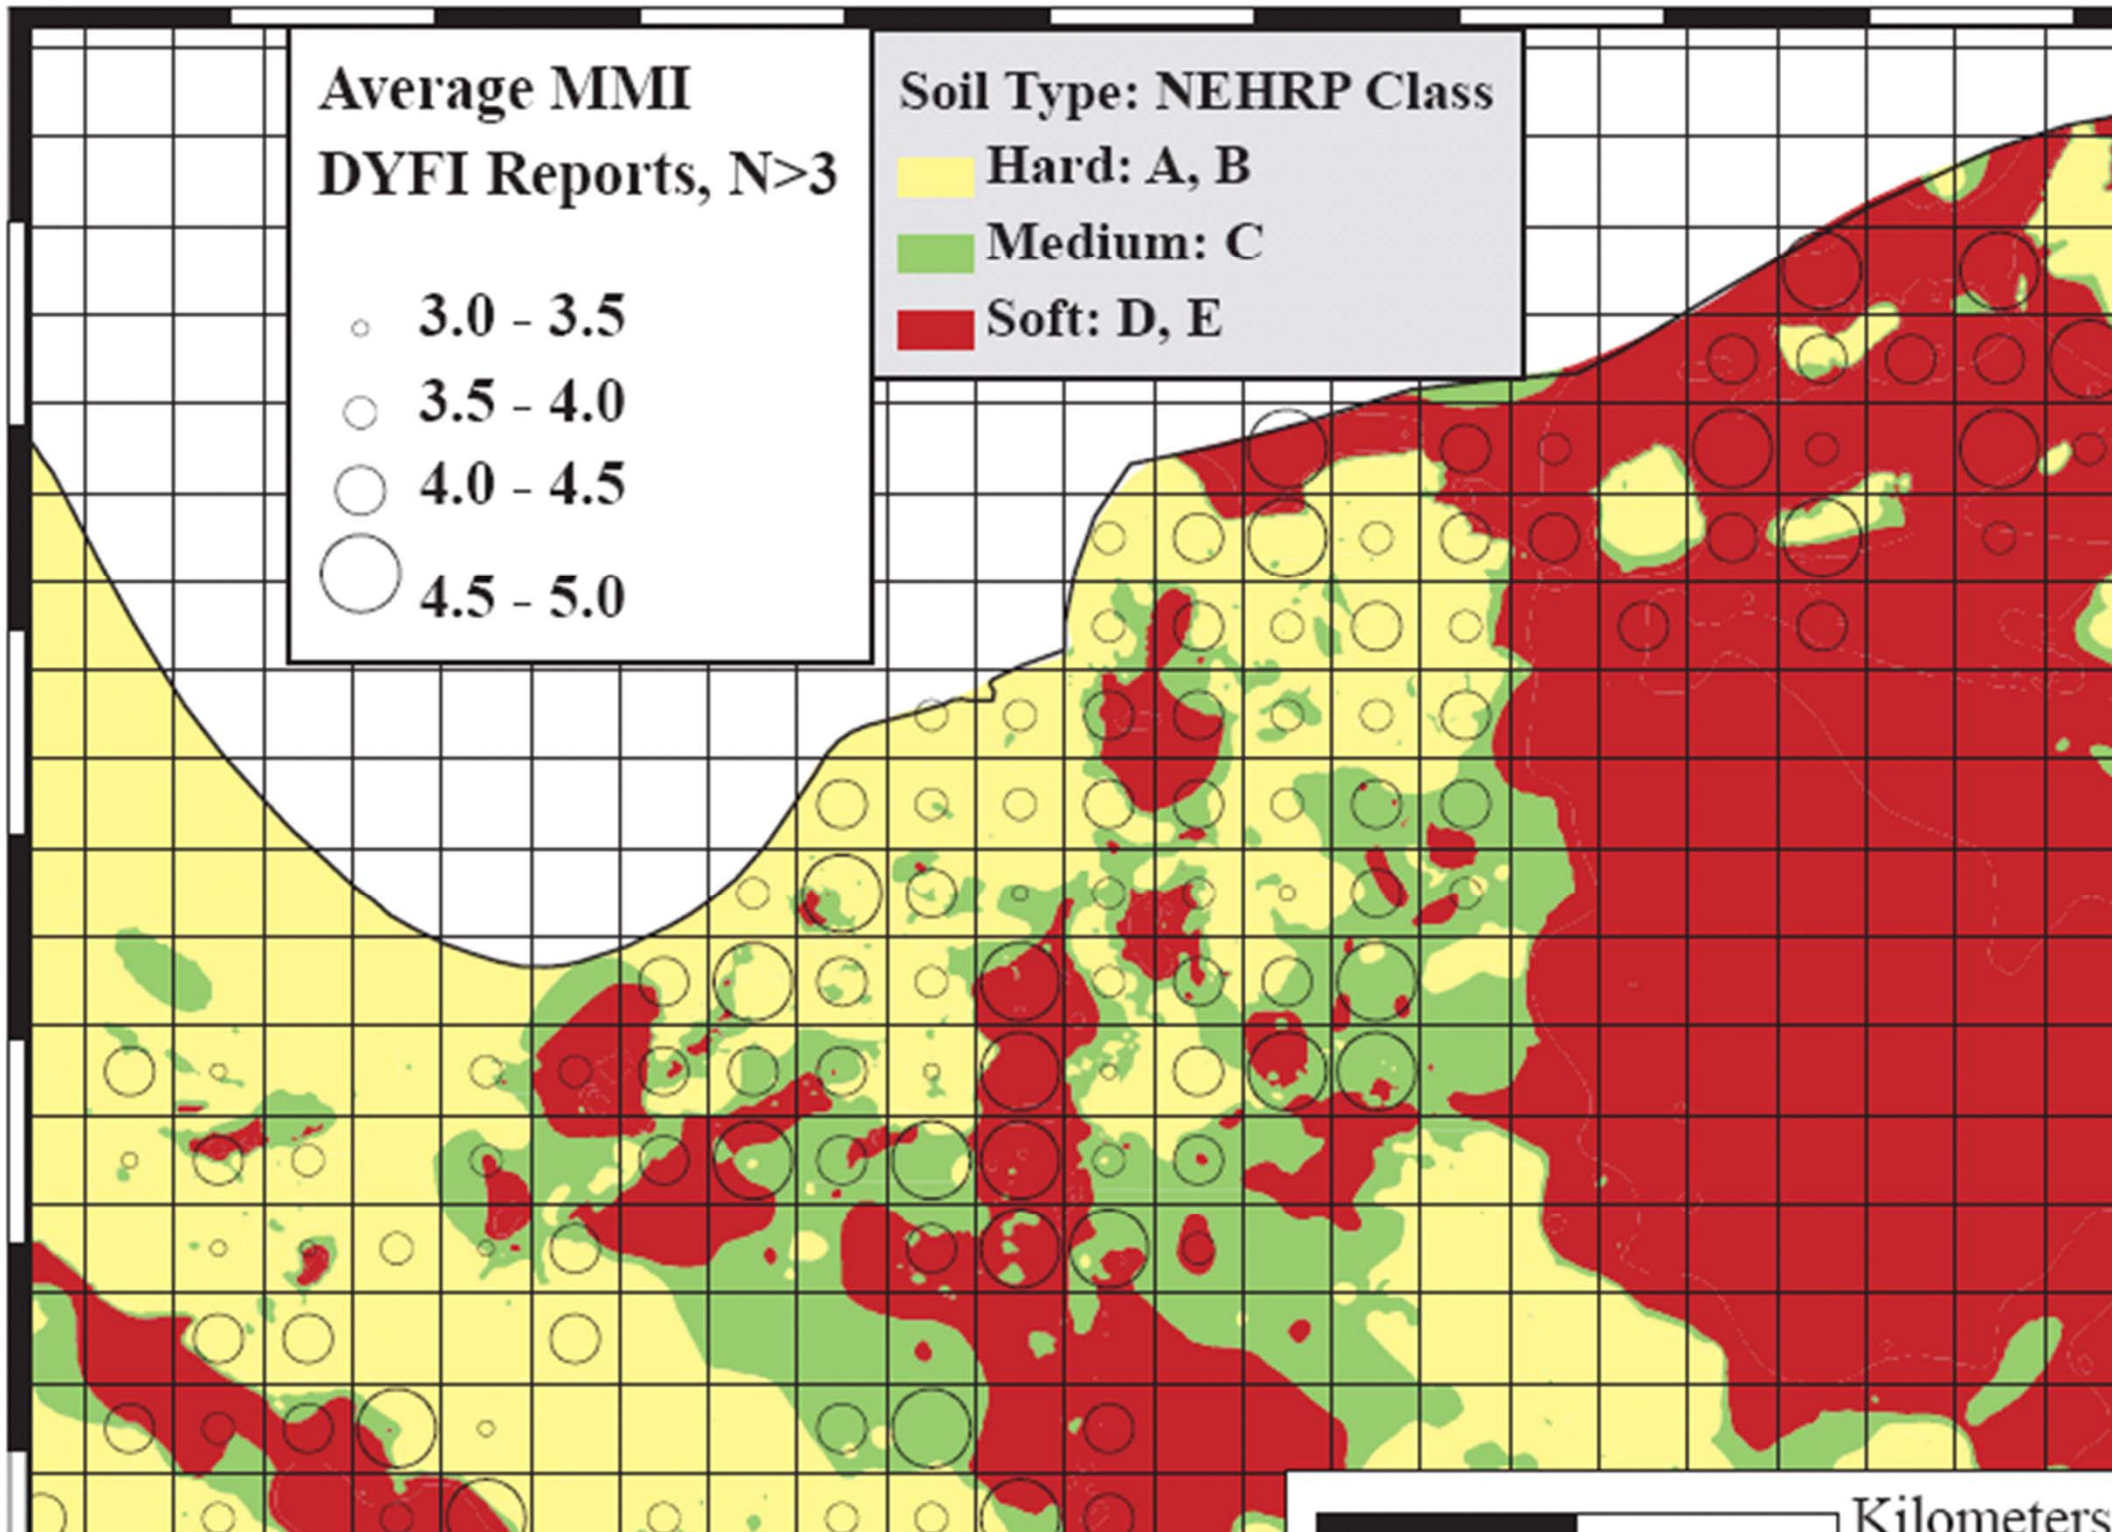 Average MMI
DYFI Reports, N>3
3.0 - 3.5
3.5 - 4.0
4.0 - 4.5
4.5 - 5.0
Soil Type: NEHRP Class
Hard: A, B
Medium: C
Soft: D, E
Kilometers